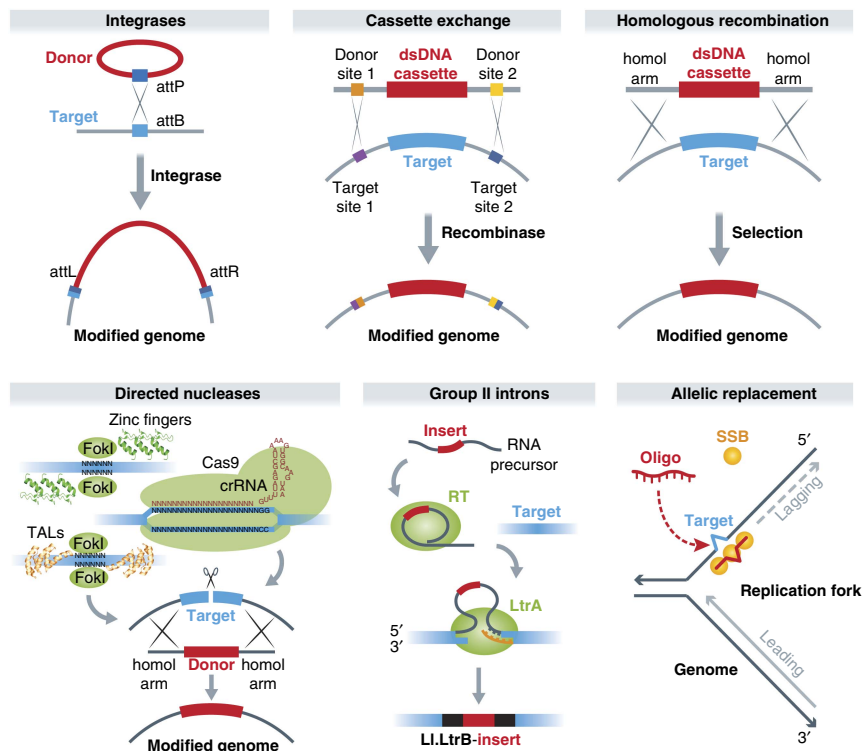 Integrases
Donor
attP
Target
attB
Integrase
attL
attR
Modified genome
Cassette exchange
Donor
site 1
dsDNA
cassette
Donor
site 2
Target
Target
site 1
Target
site 2
Recombinase
Modified genome
Homologous recombination
homol
arm
dsDNA
cassette
homol
arm
Target
Selection
Modified genome
Directed nucleases
Zinc fingers
FokI
NNNNNN
NNNNNN
FokI
Cas9
crRNA
TALs
FokI
NNNNNN
NNNNNN
FokI
Target
homol
arm
Donor
homol
arm
Modified genome
Group II introns
Insert
RNA
precursor
RT
Target
LtrA
5′
3′
Ll.LtrB-insert
Allelic replacement
SSB
5′
Oligo
Lagging
Target
Replication fork
Leading
Genome
3′